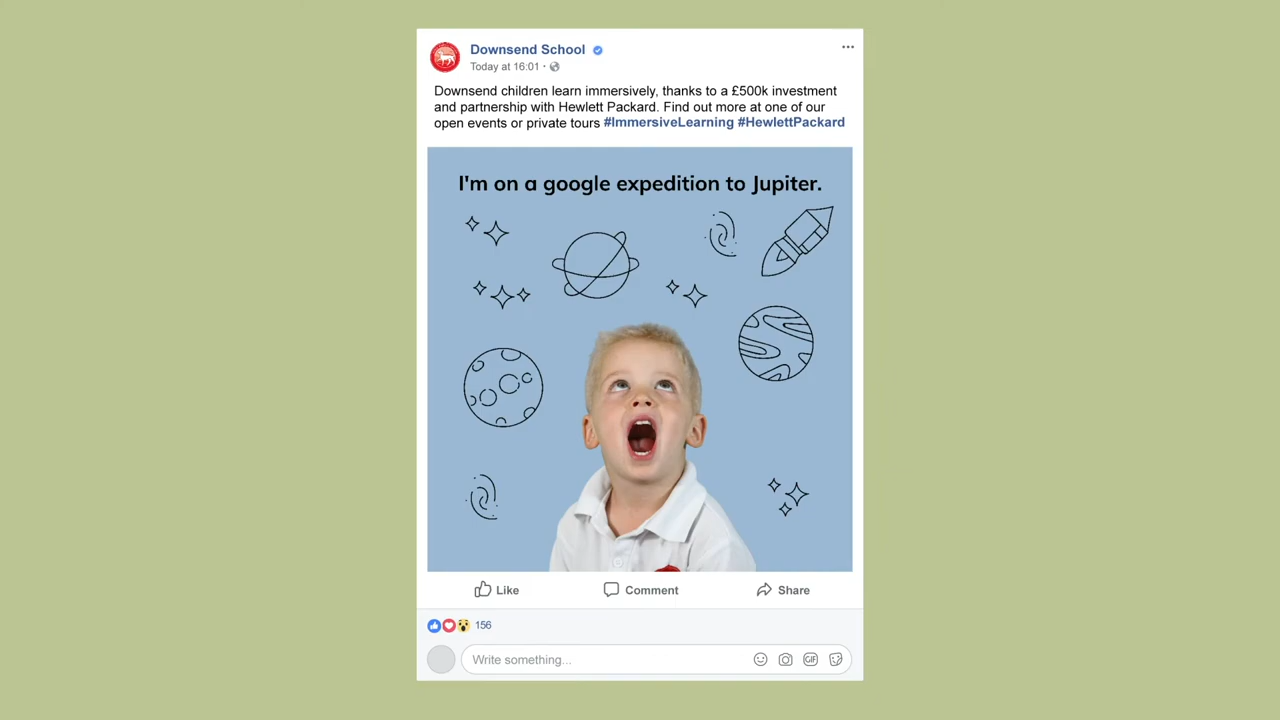 Downsend School
Today at 16:01 ·
Downsend children learn immersively, thanks to a £500k investment
and partnership with Hewlett Packard. Find out more at one of our
open events or private tours #ImmersiveLearning #HewlettPackard
I'm on a google expedition to Jupiter.
Like Comment Share
156
Write something...
GIF